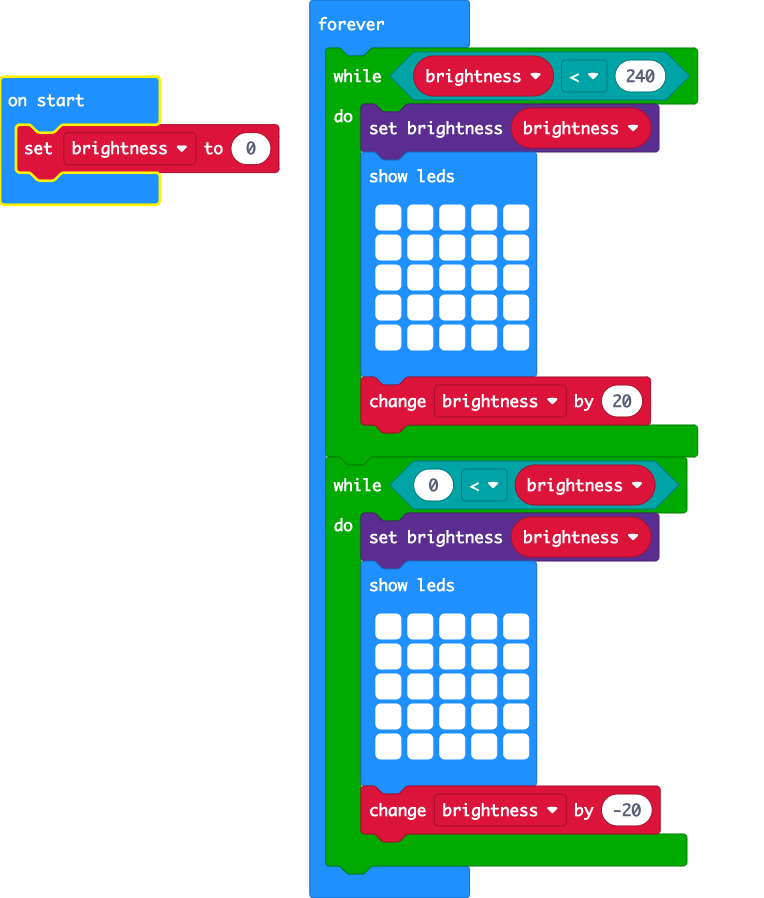 on start
set brightness to 0
forever
while brightness < 240
do
set brightness brightness
show leds
change brightness by 20
while 0 < brightness
do
set brightness brightness
show leds
change brightness by -20